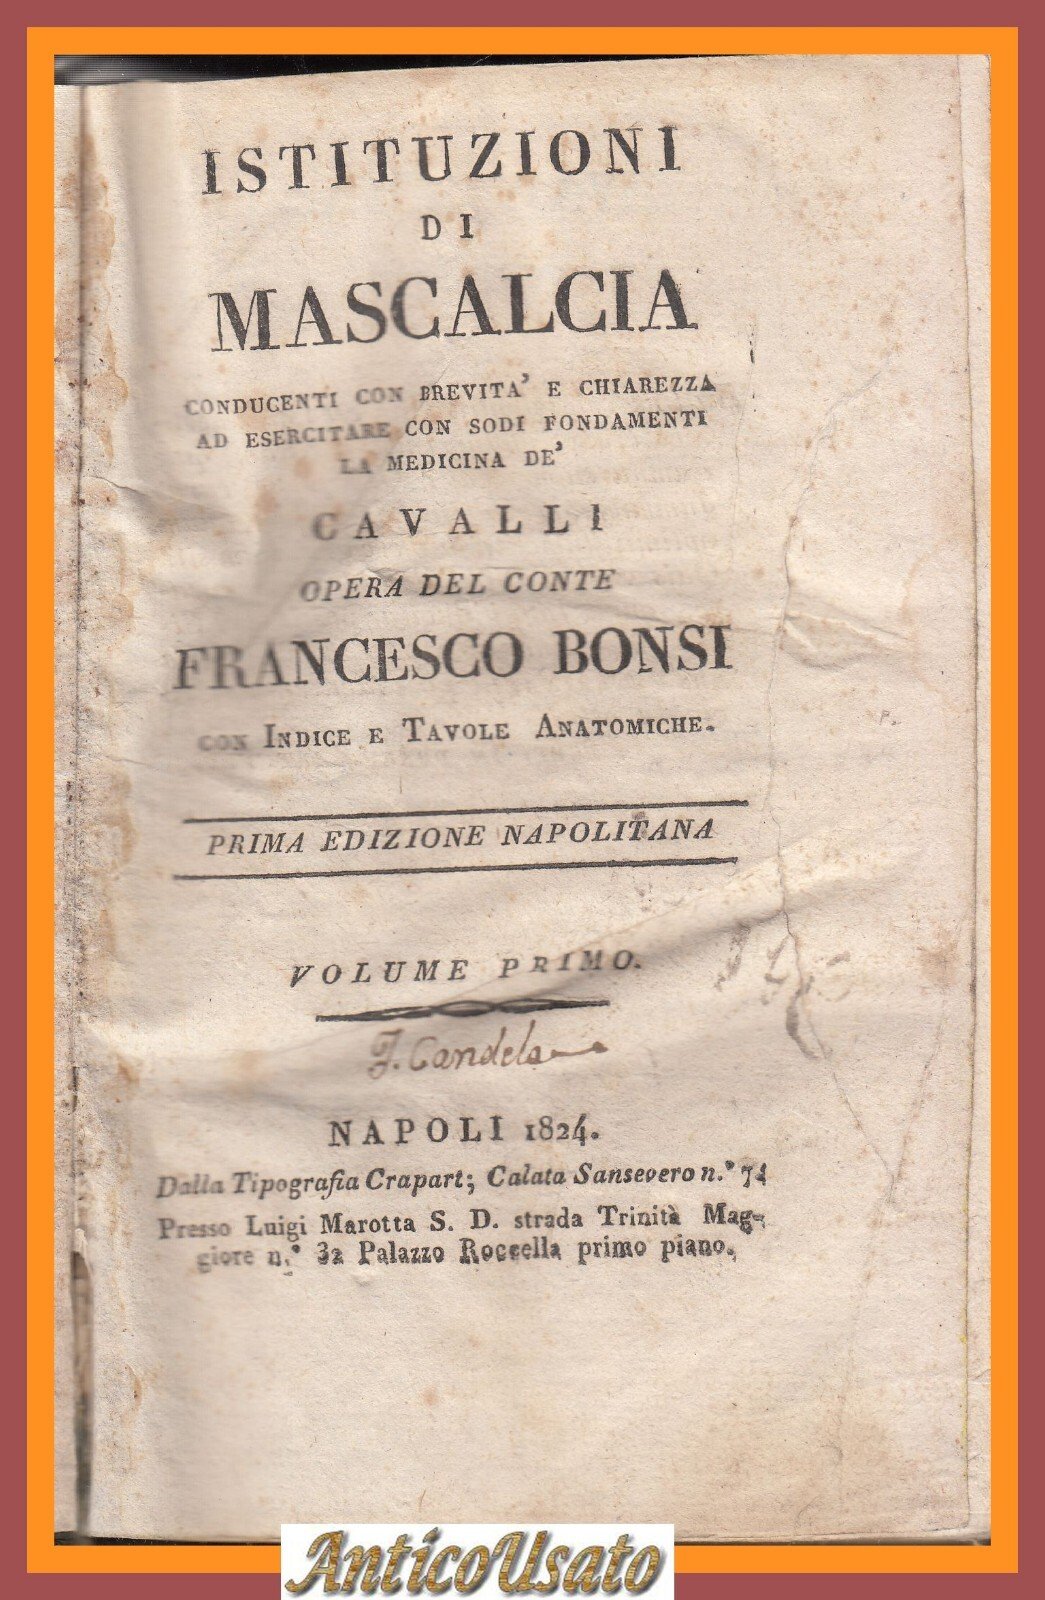 ISTITUZIONI
DI
MASCALCIA
CONDUCENTI CON BREVITA' E CHIAREZZA
AD ESERCITARE CON SODI FONDAMENTI
LA MEDICINA DE'
CAVALLI
OPERA DEL CONTE
FRANCESCO BONSI
CON INDICE E TAVOLE ANATOMICHE.
PRIMA EDIZIONE NAPOLITANA
VOLUME PRIMO.
J. Candela
NAPOLI 1824.
Dalla Tipografia Crapart; Calata Sansevero n.°
Presso Luigi Marotta S. D. strada Trinità Mag-
giore n.° 32 Palazzo Roccella primo piano.
AnticoUsato